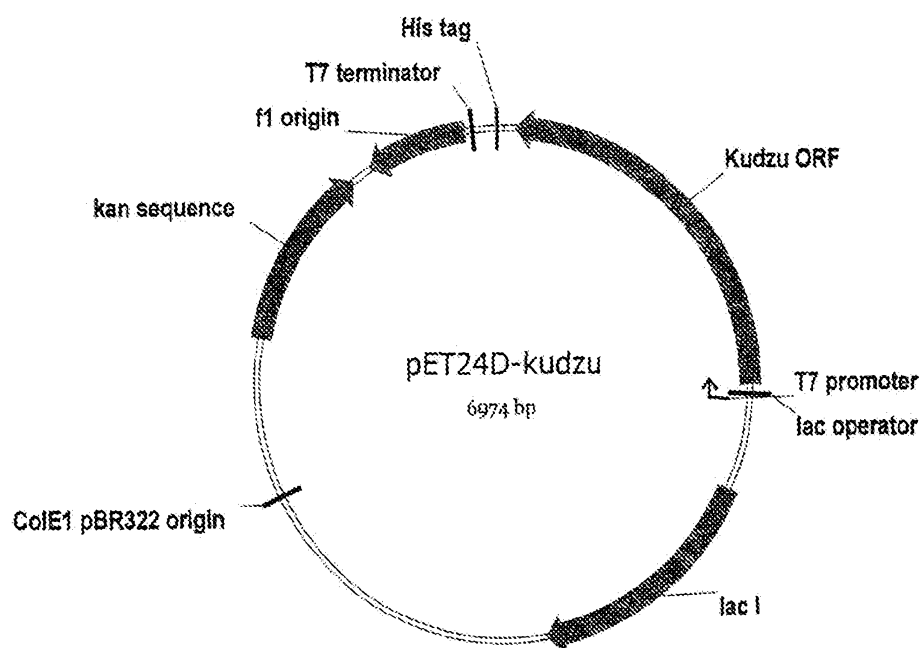 His tag
T7 terminator
f1 origin
Kudzu ORF
kan sequence
pET24D-kudzu
6974 bp
T7 promoter
lac operator
ColE1 pBR322 origin
lac I